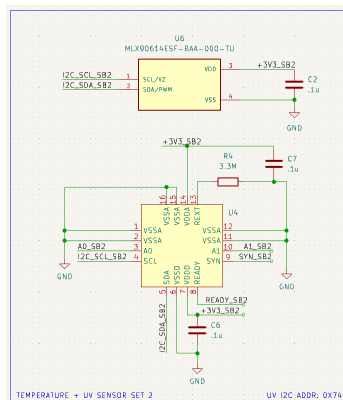 U6
MLX90614ESF-BAA-000-TU
I2C_SCL_SB2 1 SCL/VZ VDD 3 +3V3_SB2
I2C_SDA_SB2 2 SDA/PWM VSS 4
C2
.1u
GND
+3V3_SB2
R4
3.3M
C7
.1u
16 15 14 13
VSSA VSSA VDDA REXT
U4
1 VSSA VSSA 12
2 VSSA VSSA 11
A0_SB2 3 A0 A1 10 A1_SB2
I2C_SCL_SB2 4 SCL SYN 9 SYN_SB2
SDA VSSD VDDD READY
5 6 7 8
GND
GND
I2C_SDA_SB2
READY_SB2
+3V3_SB2
C6
.1u
GND
TEMPERATURE + UV SENSOR SET 2
UV I2C ADDR: 0X74